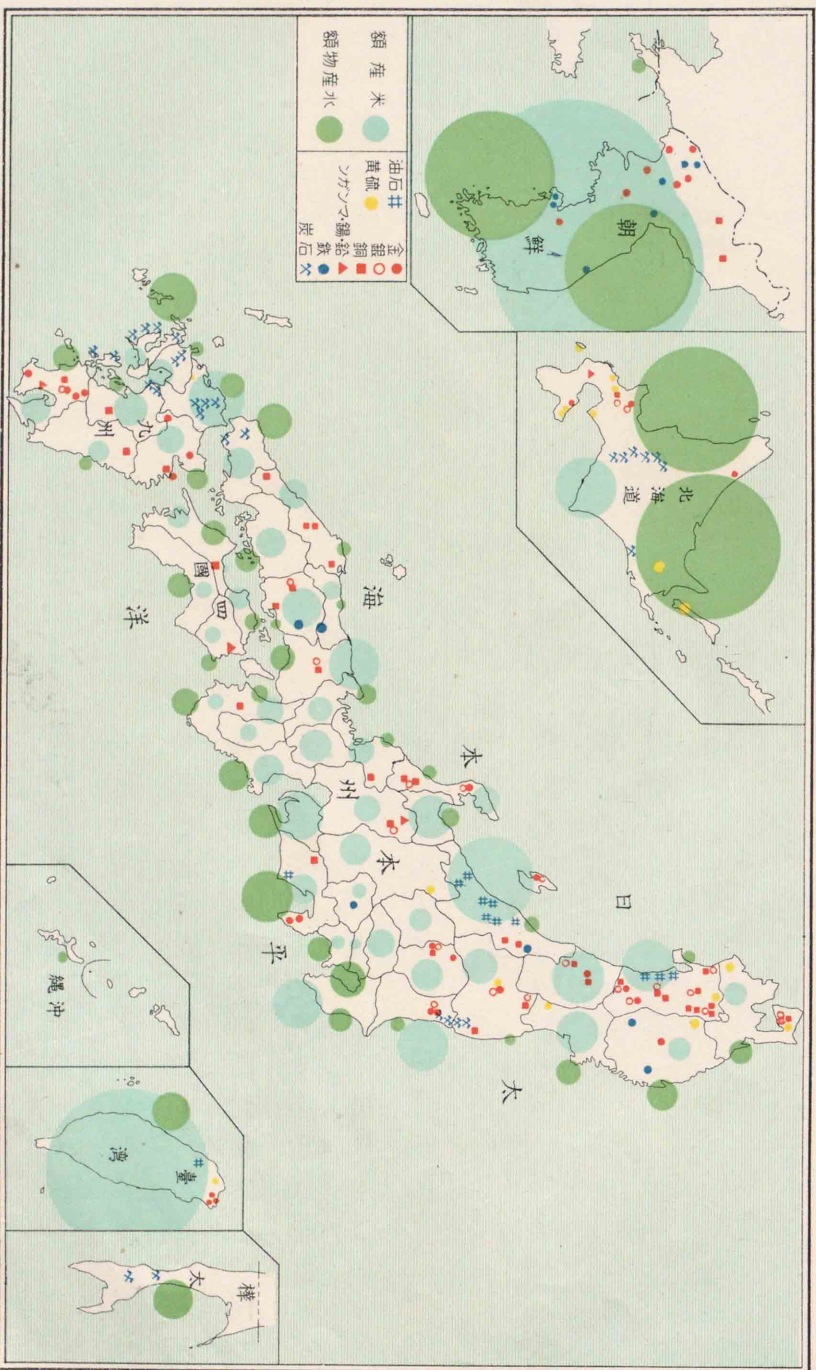 米産額
水産物額
石油
硫黄
金
銀
銅
鉛・錫・マンガン
鉄
石炭
朝鮮
北海道
日本海
本州
四國
九州
太平洋
沖縄
臺湾
樺太